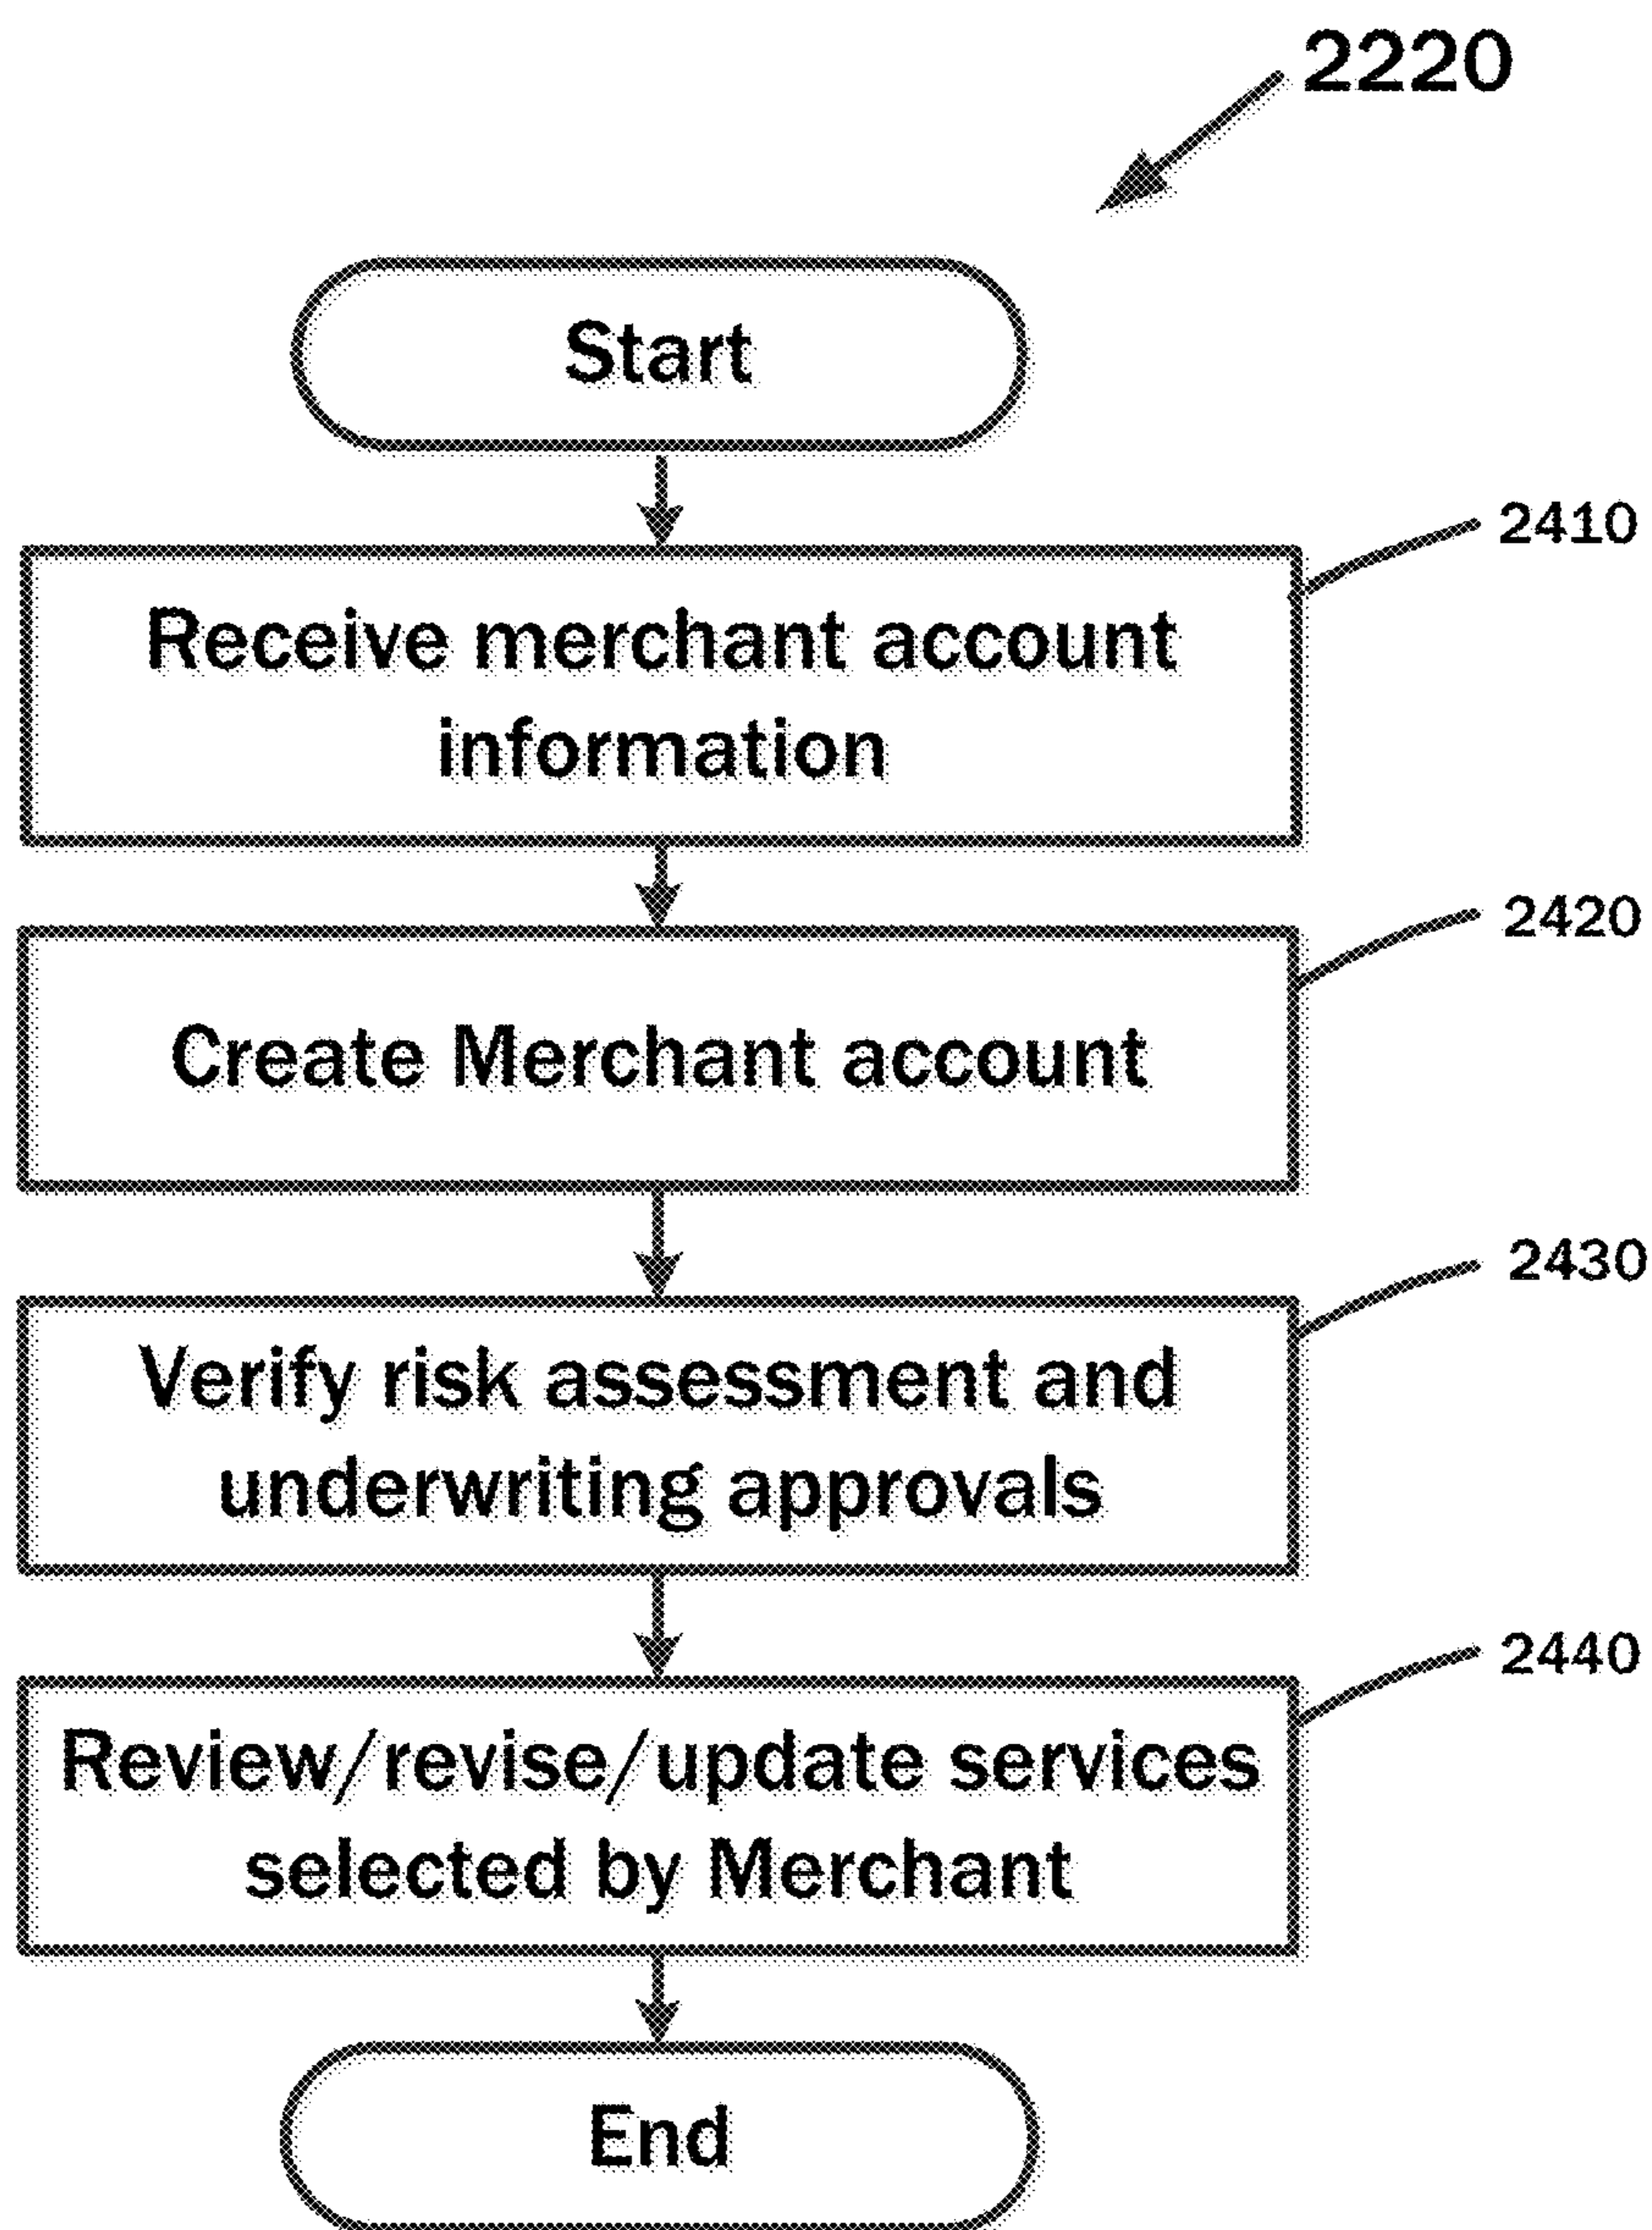 2220
Start
2410
Receive merchant account
information
2420
Create Merchant account
2430
Verify risk assessment and
underwriting approvals
2440
Review/revise/update services
selected by Merchant
End